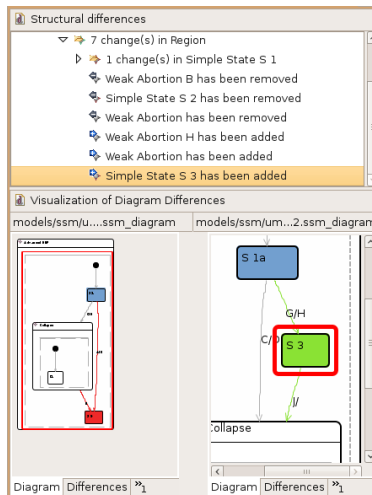 Structural differences
7 change(s) in Region
1 change(s) in Simple State S 1
Weak Abortion B has been removed
Simple State S 2 has been removed
Weak Abortion has been removed
Weak Abortion H has been added
Weak Abortion has been added
Simple State S 3 has been added
Visualization of Diagram Differences
models/ssm/u....ssm_diagram
models/ssm/um...2.ssm_diagram
S 1a
G/H
C/D
S 3
J/
Collapse
Diagram Differences »1
Diagram Differences »1